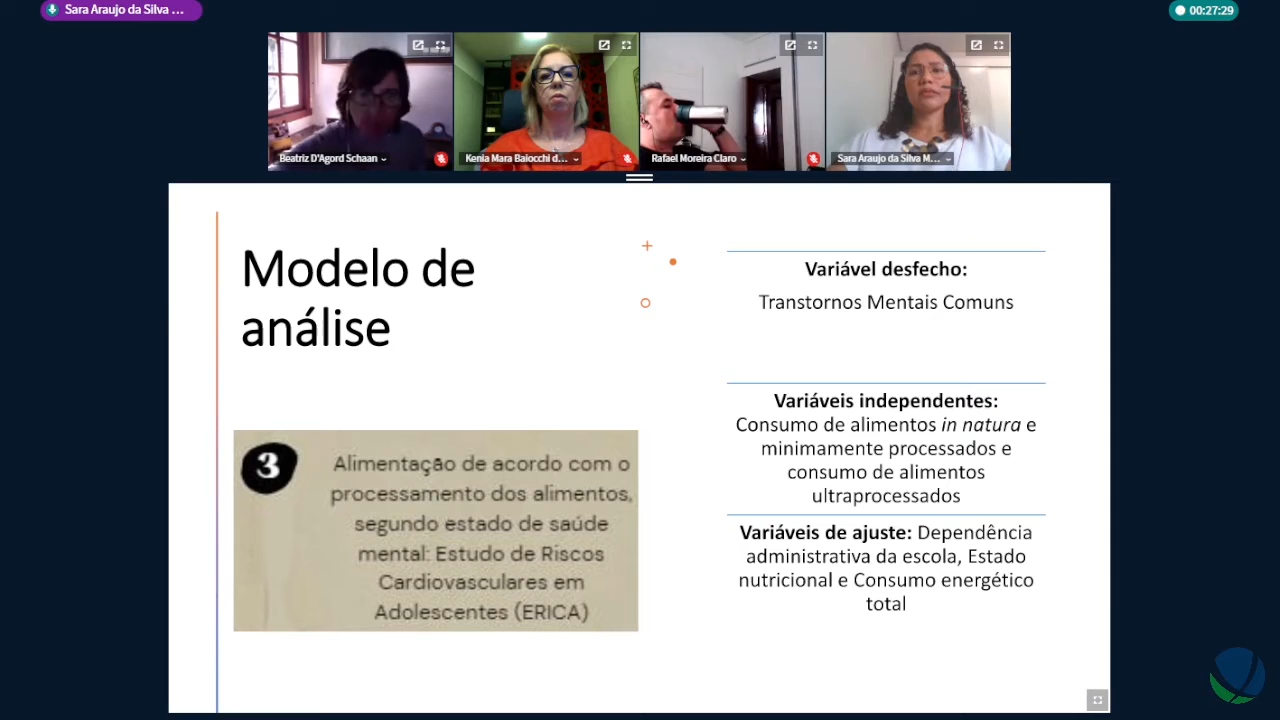 Sara Araujo da Silva ...
00:27:29
Beatriz D'Agord Schaan
Kenia Mara Baiocchi d...
Rafael Moreira Claro
Sara Araujo da Silva M...
Modelo de
análise
3
Alimentação de acordo com o
processamento dos alimentos,
segundo estado de saúde
mental: Estudo de Riscos
Cardiovasculares em
Adolescentes (ERICA)
Variável desfecho:
Transtornos Mentais Comuns
Variáveis independentes:
Consumo de alimentos in natura e
minimamente processados e
consumo de alimentos
ultraprocessados
Variáveis de ajuste: Dependência
administrativa da escola, Estado
nutricional e Consumo energético
total